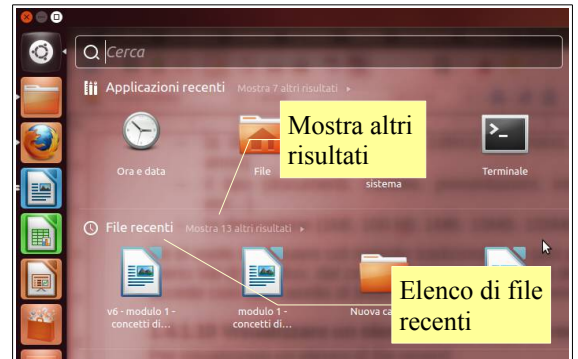 Cerca
Applicazioni recenti Mostra 7 altri risultati
Mostra altri
risultati
Ora e data
File
sistema
Terminale
File recenti Mostra 13 altri risultati
v6 - modulo 1 -
concetti di...
modulo 1 -
concetti di...
Nuova ca
Elenco di file
recenti